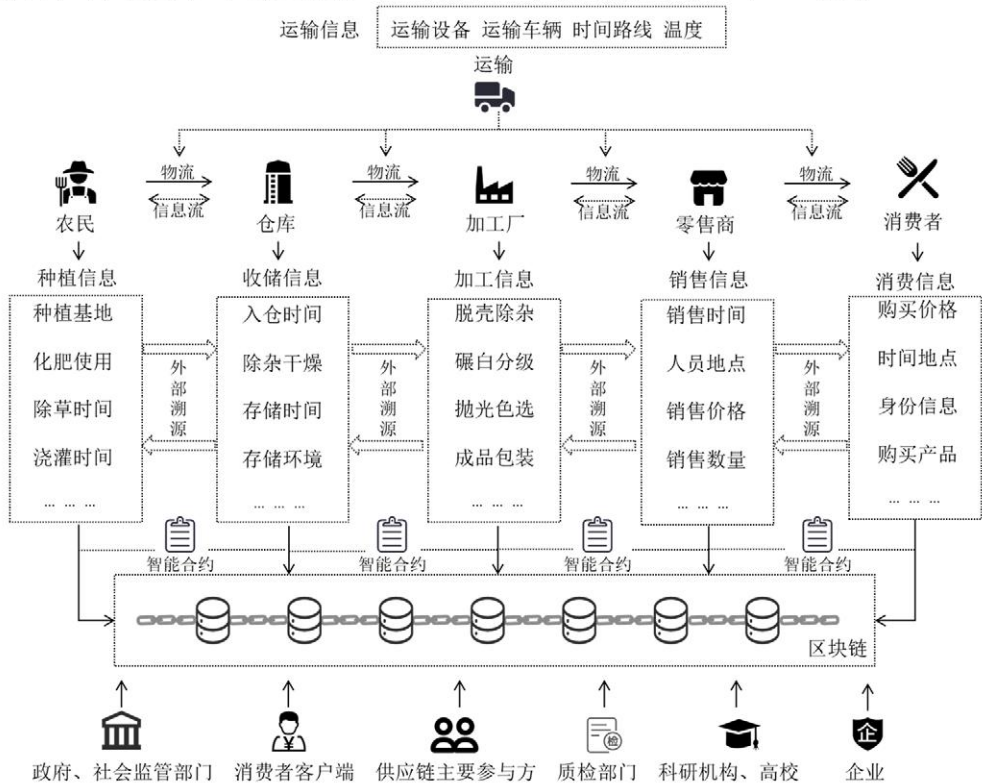 运输信息 运输设备 运输车辆 时间路线 温度
运输
物流 物流 物流 物流
信息流 信息流 信息流 信息流
农民 仓库 加工厂 零售商 消费者
种植信息 收储信息 加工信息 销售信息 消费信息
种植基地
化肥使用
除草时间
浇灌时间
... ... ...
外部溯源
入仓时间
除杂干燥
存储时间
存储环境
... ... ...
外部溯源
脱壳除杂
碾白分级
抛光色选
成品包装
... ... ...
外部溯源
销售时间
人员地点
销售价格
销售数量
... ... ...
外部溯源
购买价格
时间地点
身份信息
购买产品
... ... ...
智能合约 智能合约 智能合约 智能合约
区块链
¥ 检 企
政府、社会监管部门 消费者客户端 供应链主要参与方 质检部门 科研机构、高校 企业